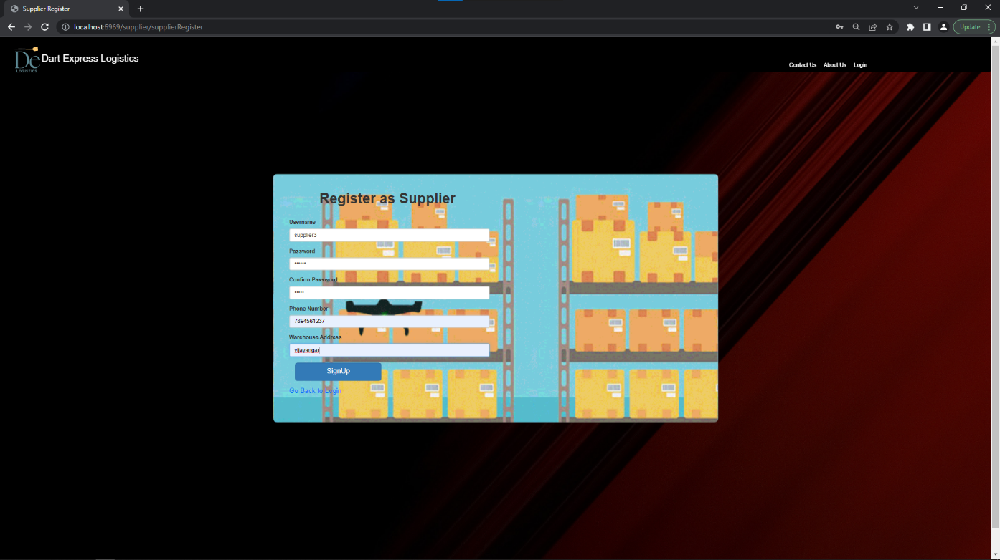 Supplier Register
localhost:6969/supplier/supplierRegister
Update
De
LOGISTICS
Dart Express Logistics
Contact Us About Us Login
Register as Supplier
Username
supplier3
Password
••••••
Confirm Password
•••••
Phone Number
7894561237
Warehouse Address
vijayangar
SignUp
Go Back to Login